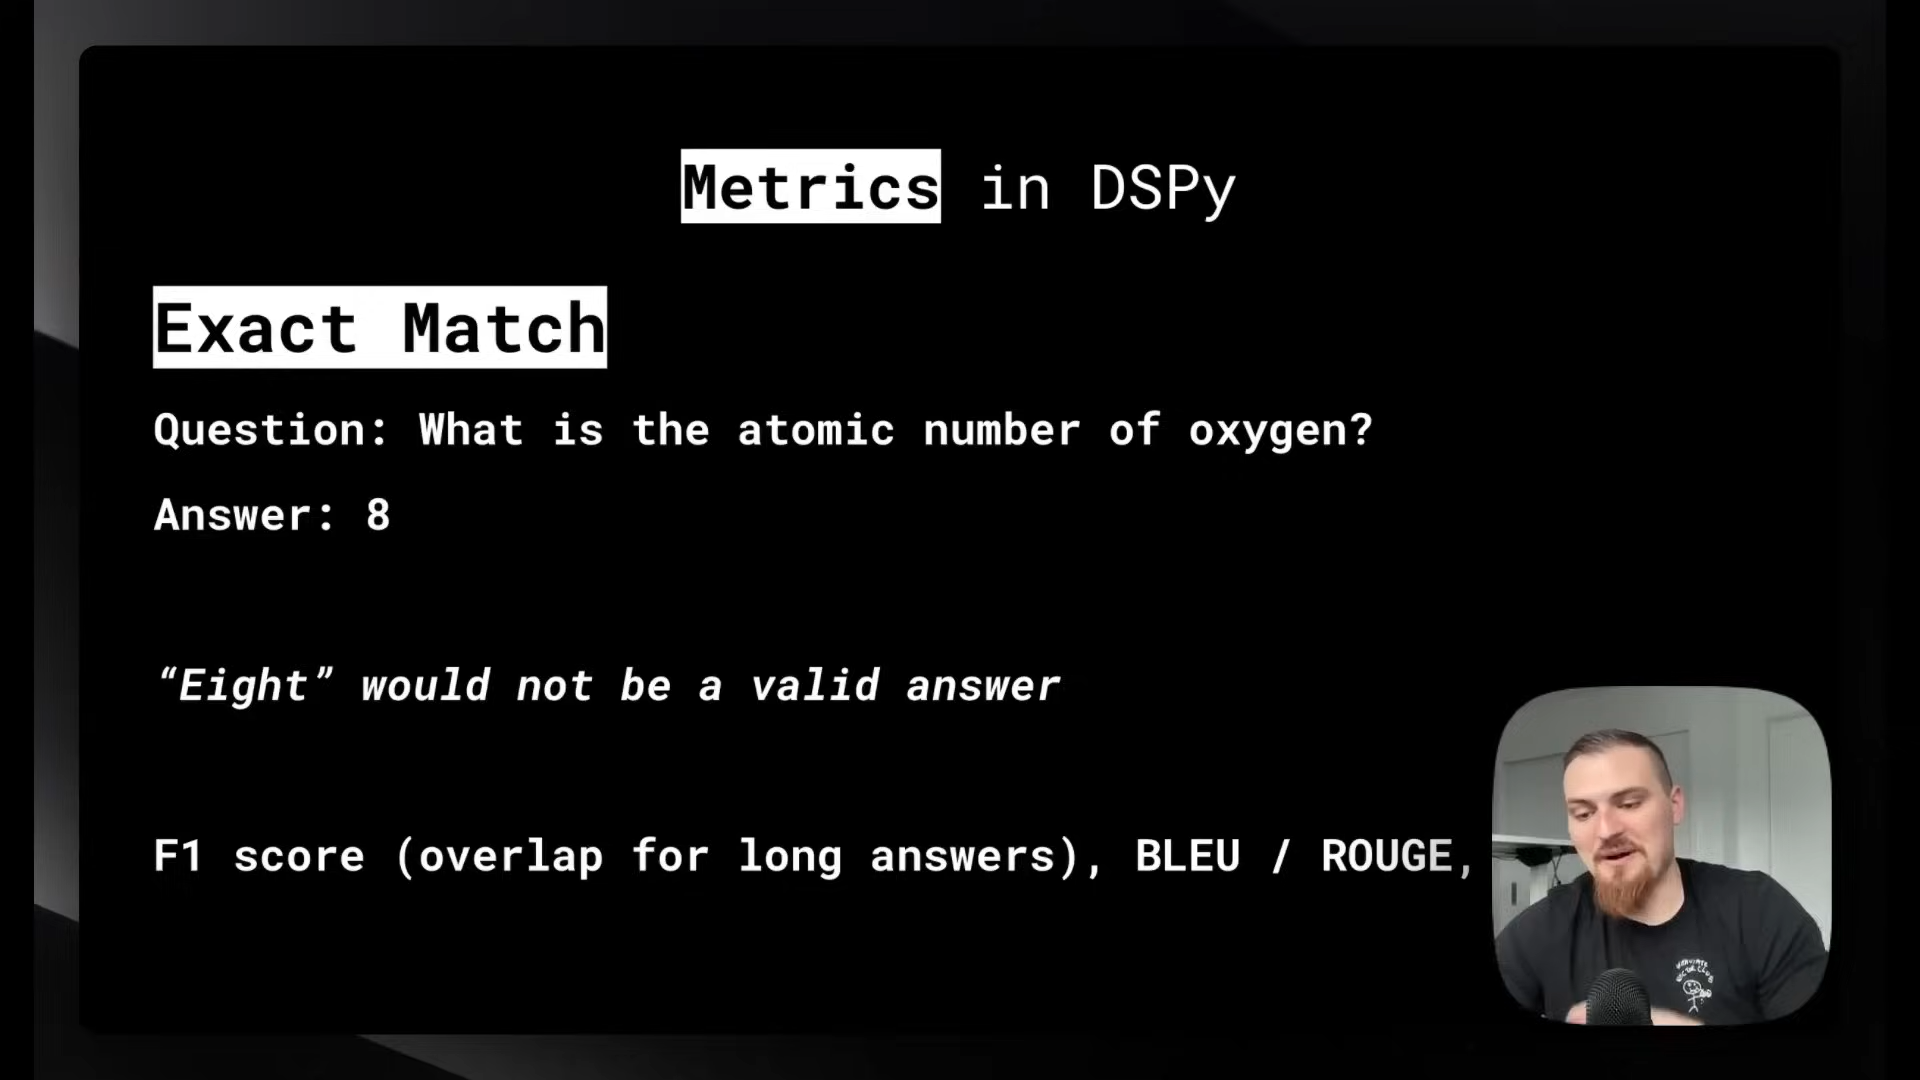 Metrics in DSPy
Exact Match
Question: What is the atomic number of oxygen?
Answer: 8
“Eight” would not be a valid answer
F1 score (overlap for long answers), BLEU / ROUGE,